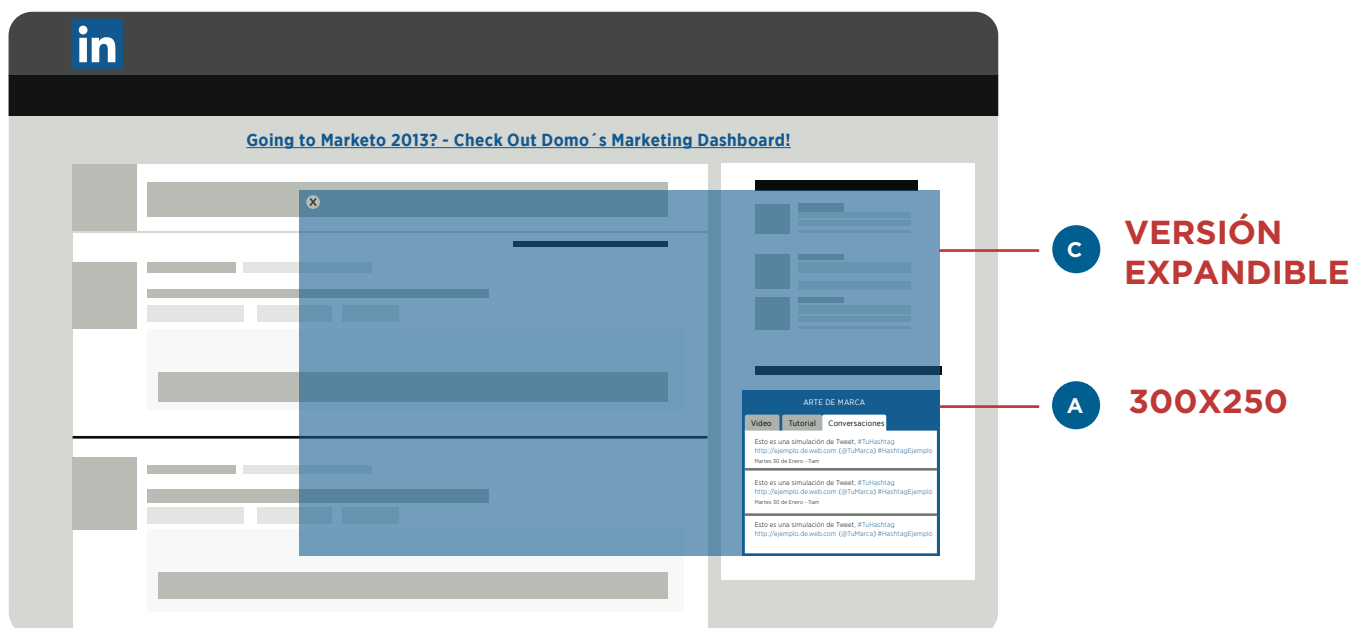 in
Going to Marketo 2013? - Check Out Domo´s Marketing Dashboard!
X
C
VERSIÓN
EXPANDIBLE
A
300X250
ARTE DE MARCA
Video Tutorial Conversaciones
Esto es una simulación de Tweet, #TuHashtag
http://ejemplo.de.web.com (@TuMarca) #HashtagEjemplo
Martes 30 de Enero - 11am
Esto es una simulación de Tweet, #TuHashtag
http://ejemplo.de.web.com (@TuMarca) #HashtagEjemplo
Martes 30 de Enero - 11am
Esto es una simulación de Tweet, #TuHashtag
http://ejemplo.de.web.com (@TuMarca) #HashtagEjemplo